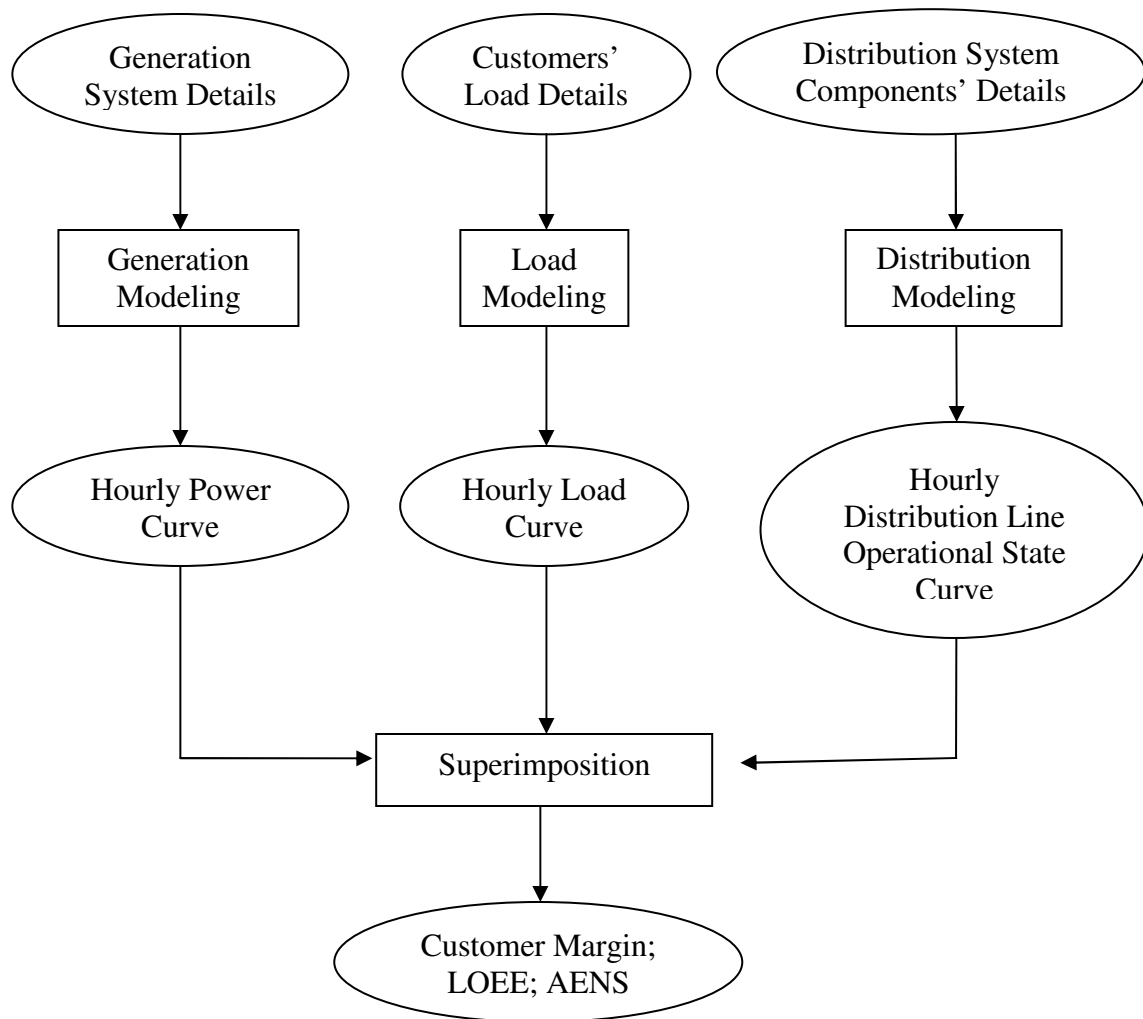 Generation
System Details
Customers’
Load Details
Distribution System
Components’ Details
Generation
Modeling
Load
Modeling
Distribution
Modeling
Hourly Power
Curve
Hourly Load
Curve
Hourly
Distribution Line
Operational State
Curve
Superimposition
Customer Margin;
LOEE; AENS